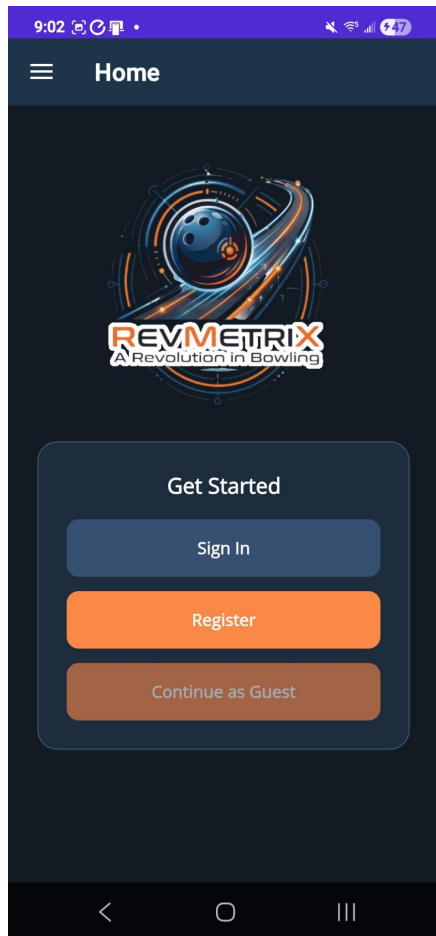 9:02
47
Home
REVMETRIX
A Revolution in Bowling
Get Started
Sign In
Register
Continue as Guest